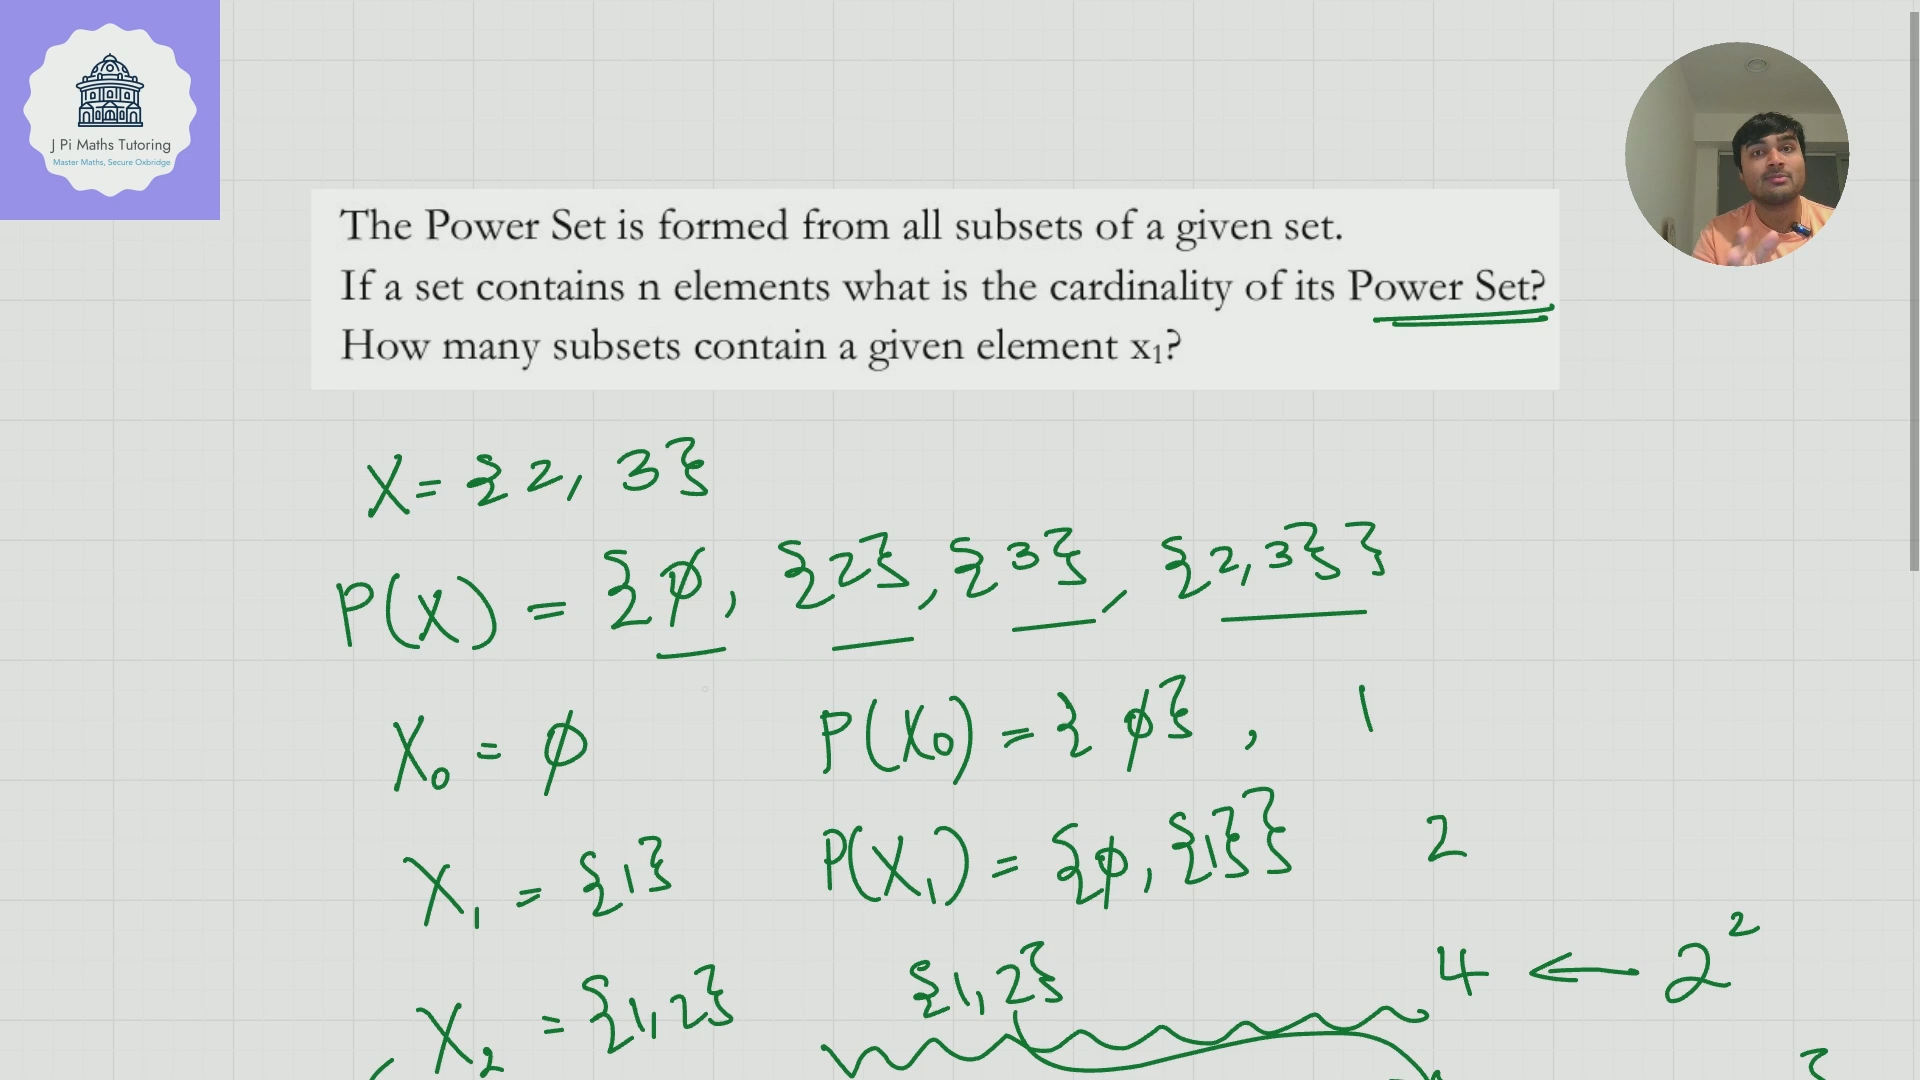 J Pi Maths Tutoring
Master Maths, Secure Oxbridge
The Power Set is formed from all subsets of a given set.
If a set contains n elements what is the cardinality of its Power Set?
How many subsets contain a given element x₁?
X = {2, 3}
P(X) = {φ, {2}, {3}, {2,3}}
X₀ = φ P(X₀) = {φ}, 1
X₁ = {1} P(X₁) = {φ, {1}} 2
X₂ = {1,2} {1,2} 4 ← 2²